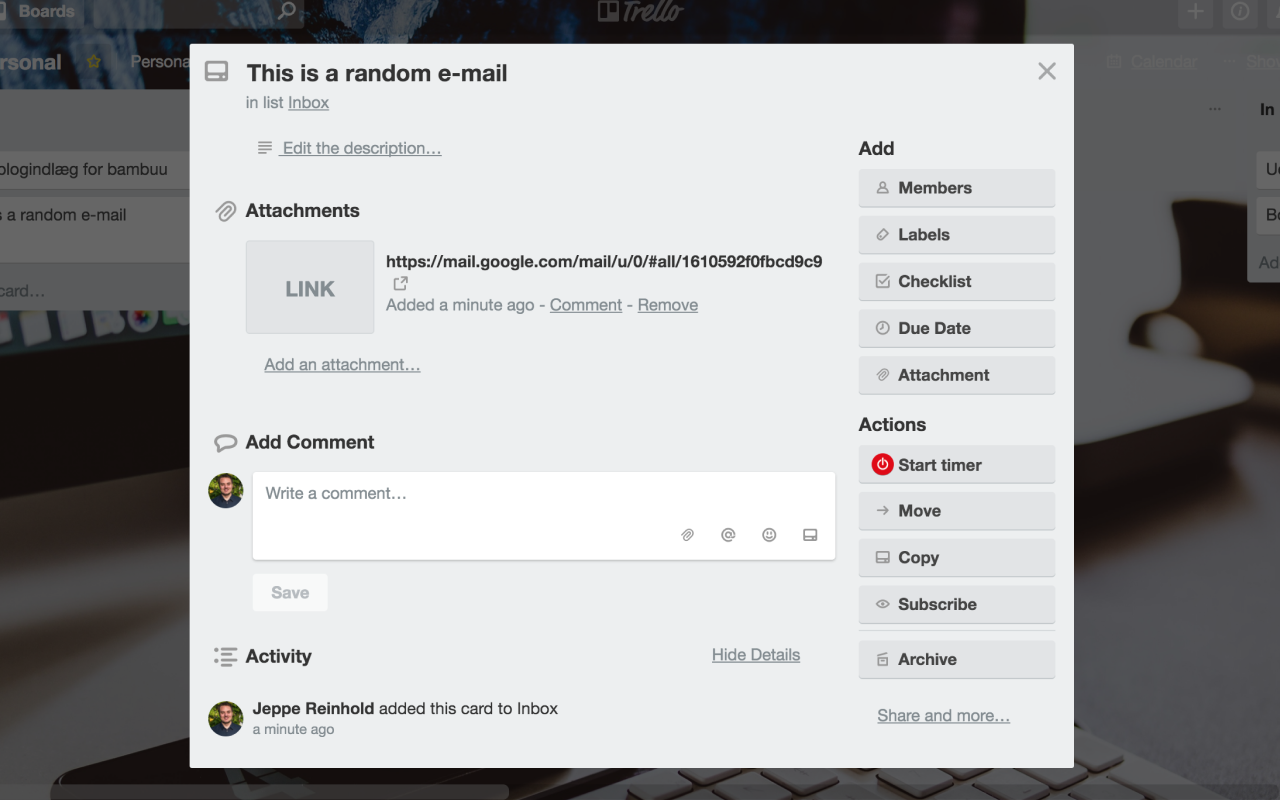 Boards
Trello
rsonal
Persona
Calendar
Sho
In
blogindlæg for bambuu
s a random e-mail
card…
Ad
This is a random e-mail
in list Inbox
Edit the description…
Attachments
LINK
https://mail.google.com/mail/u/0/#all/1610592f0fbcd9c9
Added a minute ago - Comment - Remove
Add an attachment…
Add Comment
Write a comment…
Save
Activity
Hide Details
Jeppe Reinhold added this card to Inbox
a minute ago
Add
Members
Labels
Checklist
Due Date
Attachment
Actions
Start timer
Move
Copy
Subscribe
Archive
Share and more…